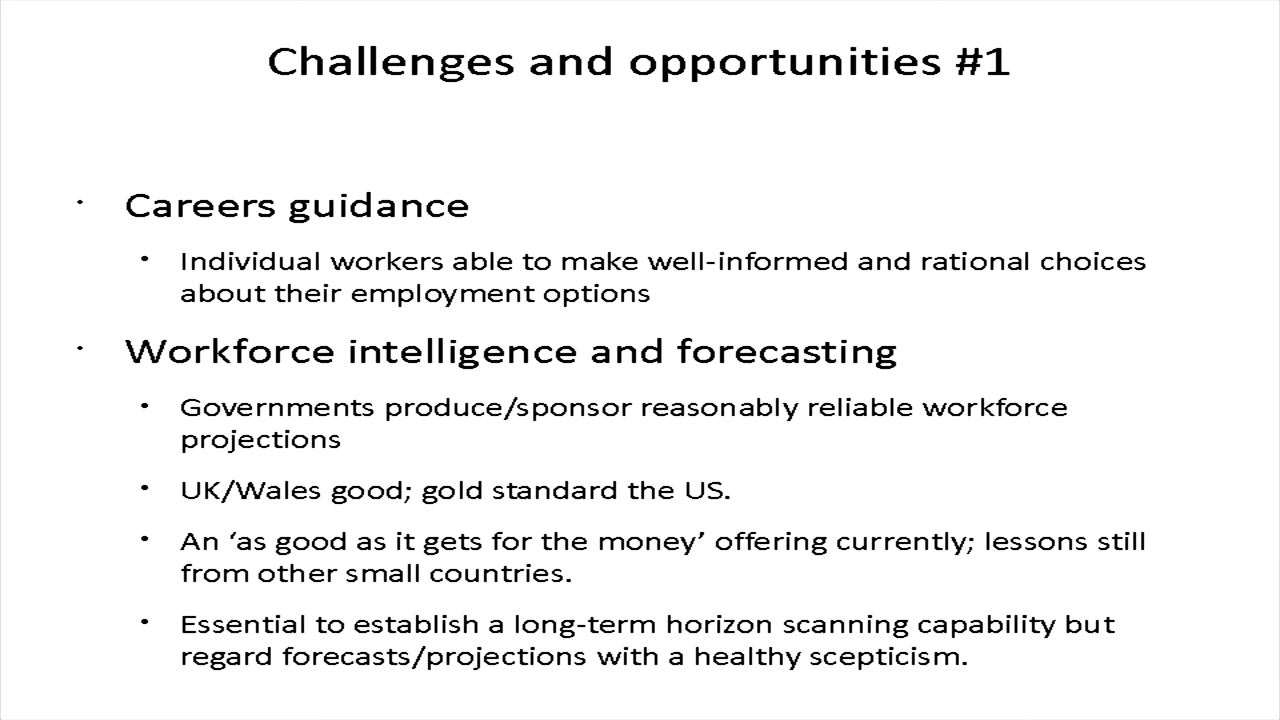 Challenges and opportunities #1
• Careers guidance
• Individual workers able to make well-informed and rational choices
about their employment options
• Workforce intelligence and forecasting
• Governments produce/sponsor reasonably reliable workforce
projections
• UK/Wales good; gold standard the US.
• An ‘as good as it gets for the money’ offering currently; lessons still
from other small countries.
• Essential to establish a long-term horizon scanning capability but
regard forecasts/projections with a healthy scepticism.